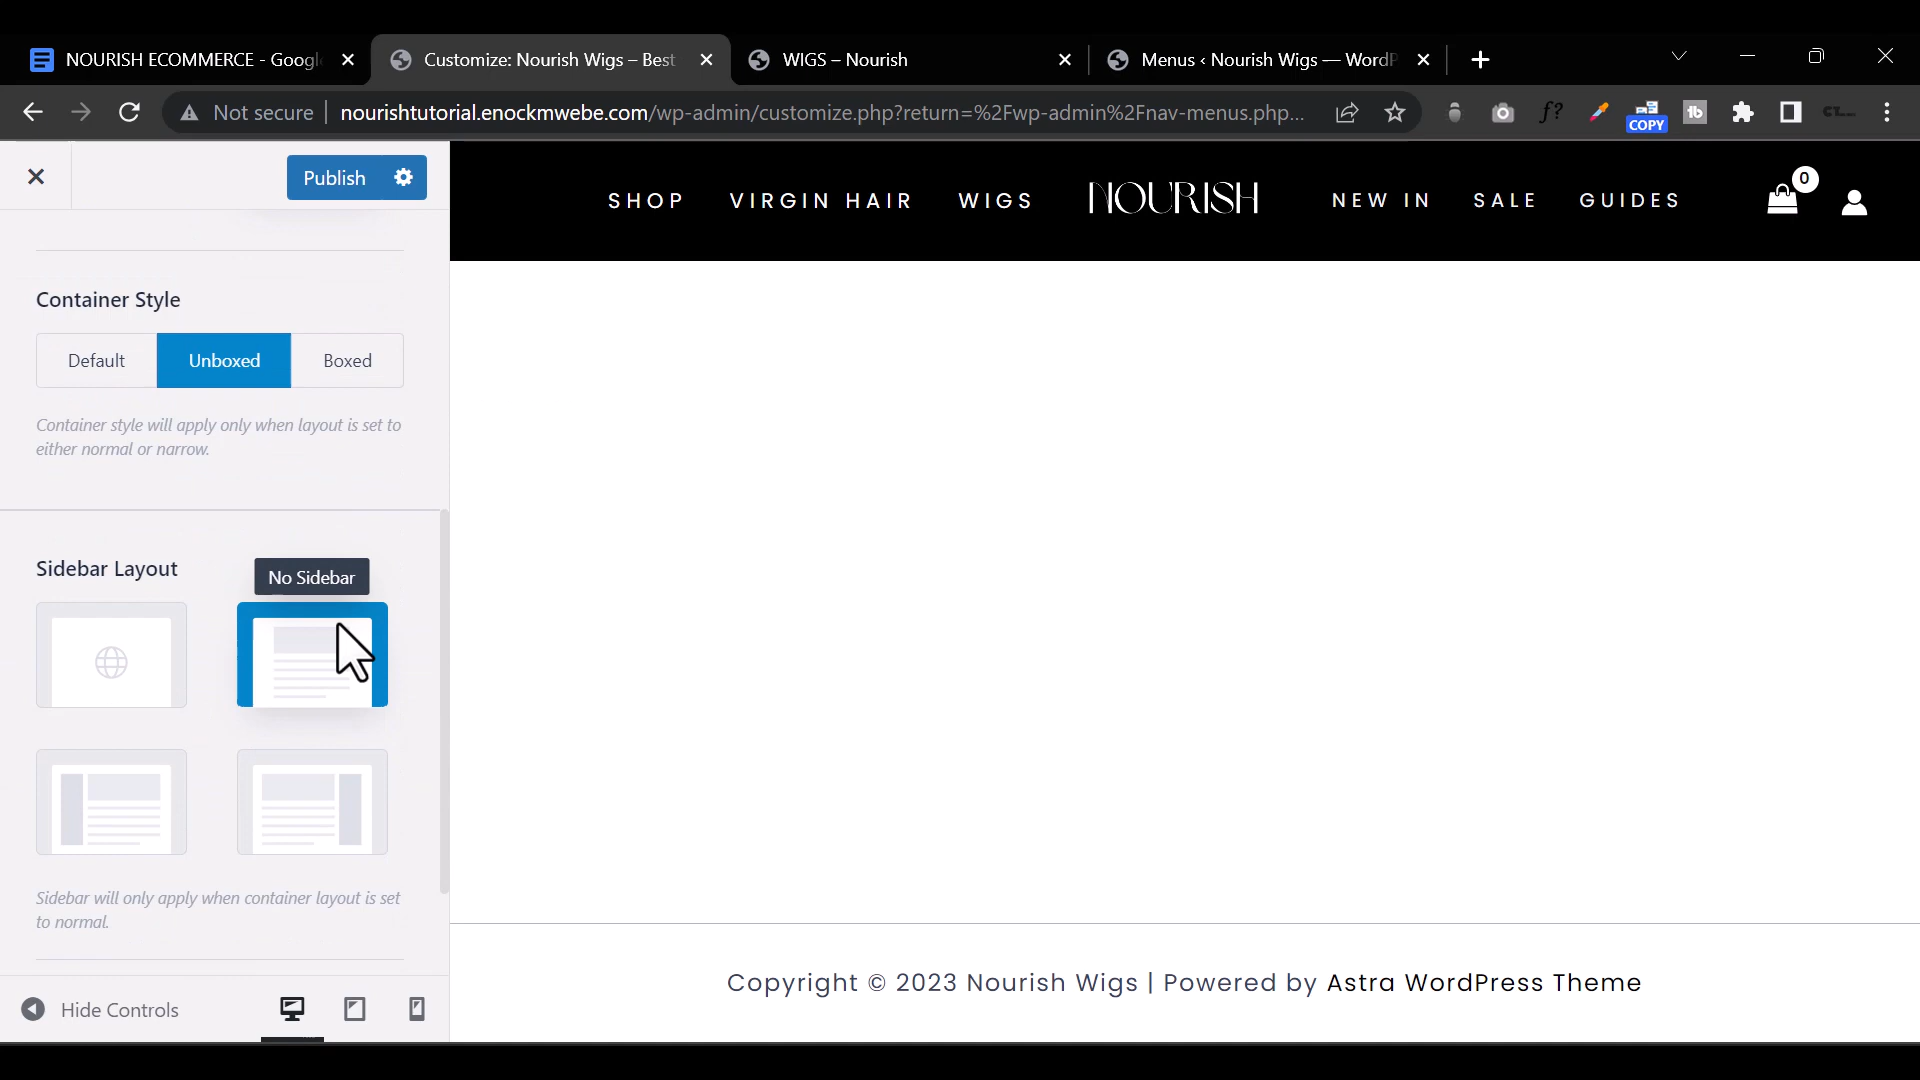 NOURISH ECOMMERCE - Googl
Customize: Nourish Wigs – Best
WIGS – Nourish
Menus ‹ Nourish Wigs — WordP
Not secure
nourishtutorial.enockmwebe.com/wp-admin/customize.php?return=%2Fwp-admin%2Fnav-menus.php...
f?
COPY
tb
Publish
SHOP VIRGIN HAIR WIGS NOURISH NEW IN SALE GUIDES 0
Container Style
Default Unboxed Boxed
Container style will apply only when layout is set to
either normal or narrow.
Sidebar Layout
No Sidebar
Sidebar will only apply when container layout is set
to normal.
Hide Controls
Copyright © 2023 Nourish Wigs | Powered by Astra WordPress Theme